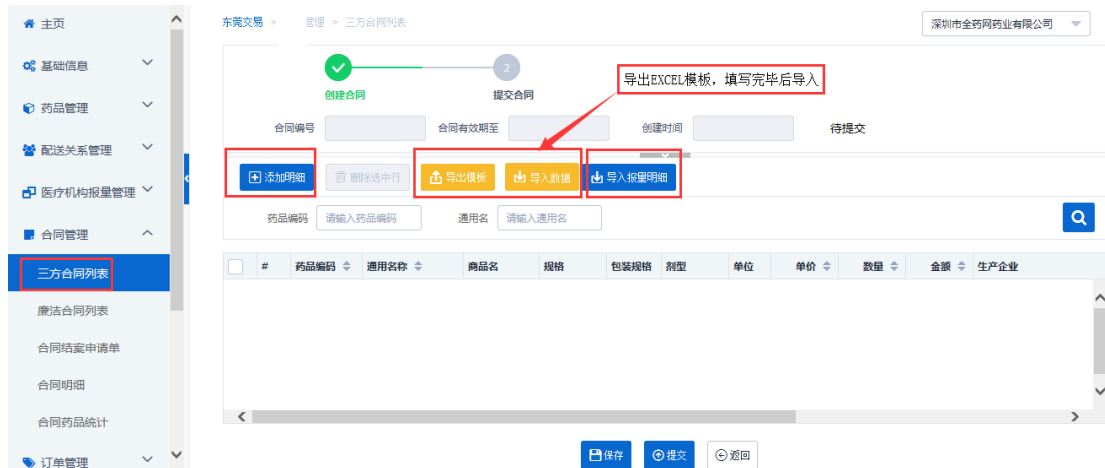 主页
基础信息
药品管理
配送关系管理
医疗机构报量管理
合同管理
三方合同列表
廉洁合同列表
合同结案申请单
合同明细
合同药品统计
订单管理
东莞交易 > 管理 > 三方合同列表
深圳市全药网药业有限公司
创建合同
2
提交合同
导出EXCEL模板，填写完毕后导入
合同编号
合同有效期至
创建时间
待提交
添加明细
删除选中行
导出模板
导入数据
导入报量明细
药品编码 请输入药品编码
通用名 请输入通用名
# 药品编码 通用名称 商品名 规格 包装规格 剂型 单位 单价 数量 金额 生产企业
保存
提交
返回